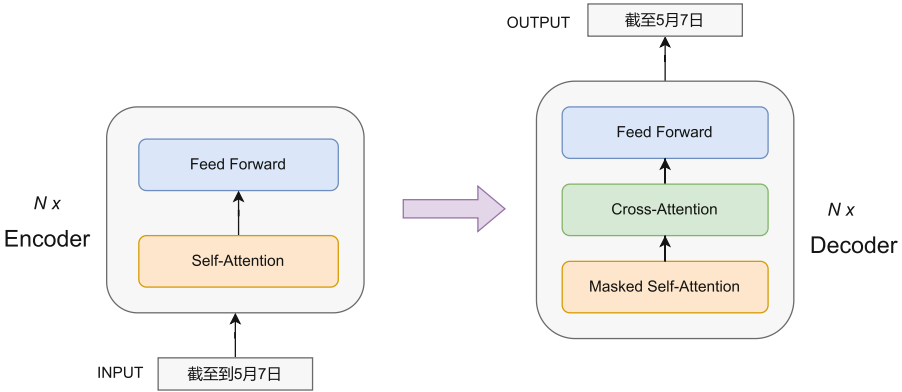 N x
Encoder
Feed Forward
Self-Attention
INPUT
截至到5月7日
OUTPUT
截至5月7日
Feed Forward
Cross-Attention
Masked Self-Attention
N x
Decoder